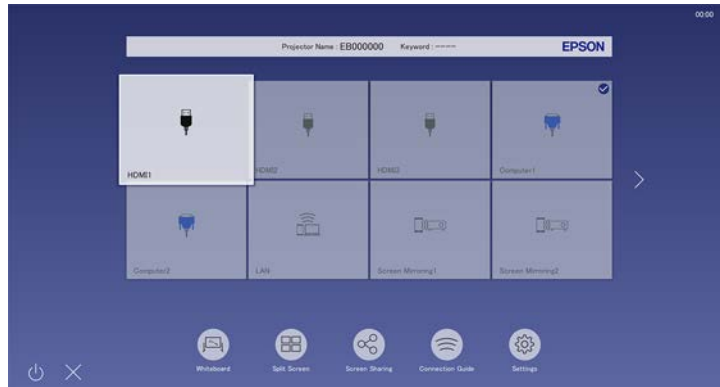 00:00
Projector Name : EB000000 Keyword : ---- EPSON
HDMI1 HDMI2 HDMI3 Computer1
Computer2 LAN Screen Mirroring1 Screen Mirroring2
Whiteboard Split Screen Screen Sharing Connection Guide Settings